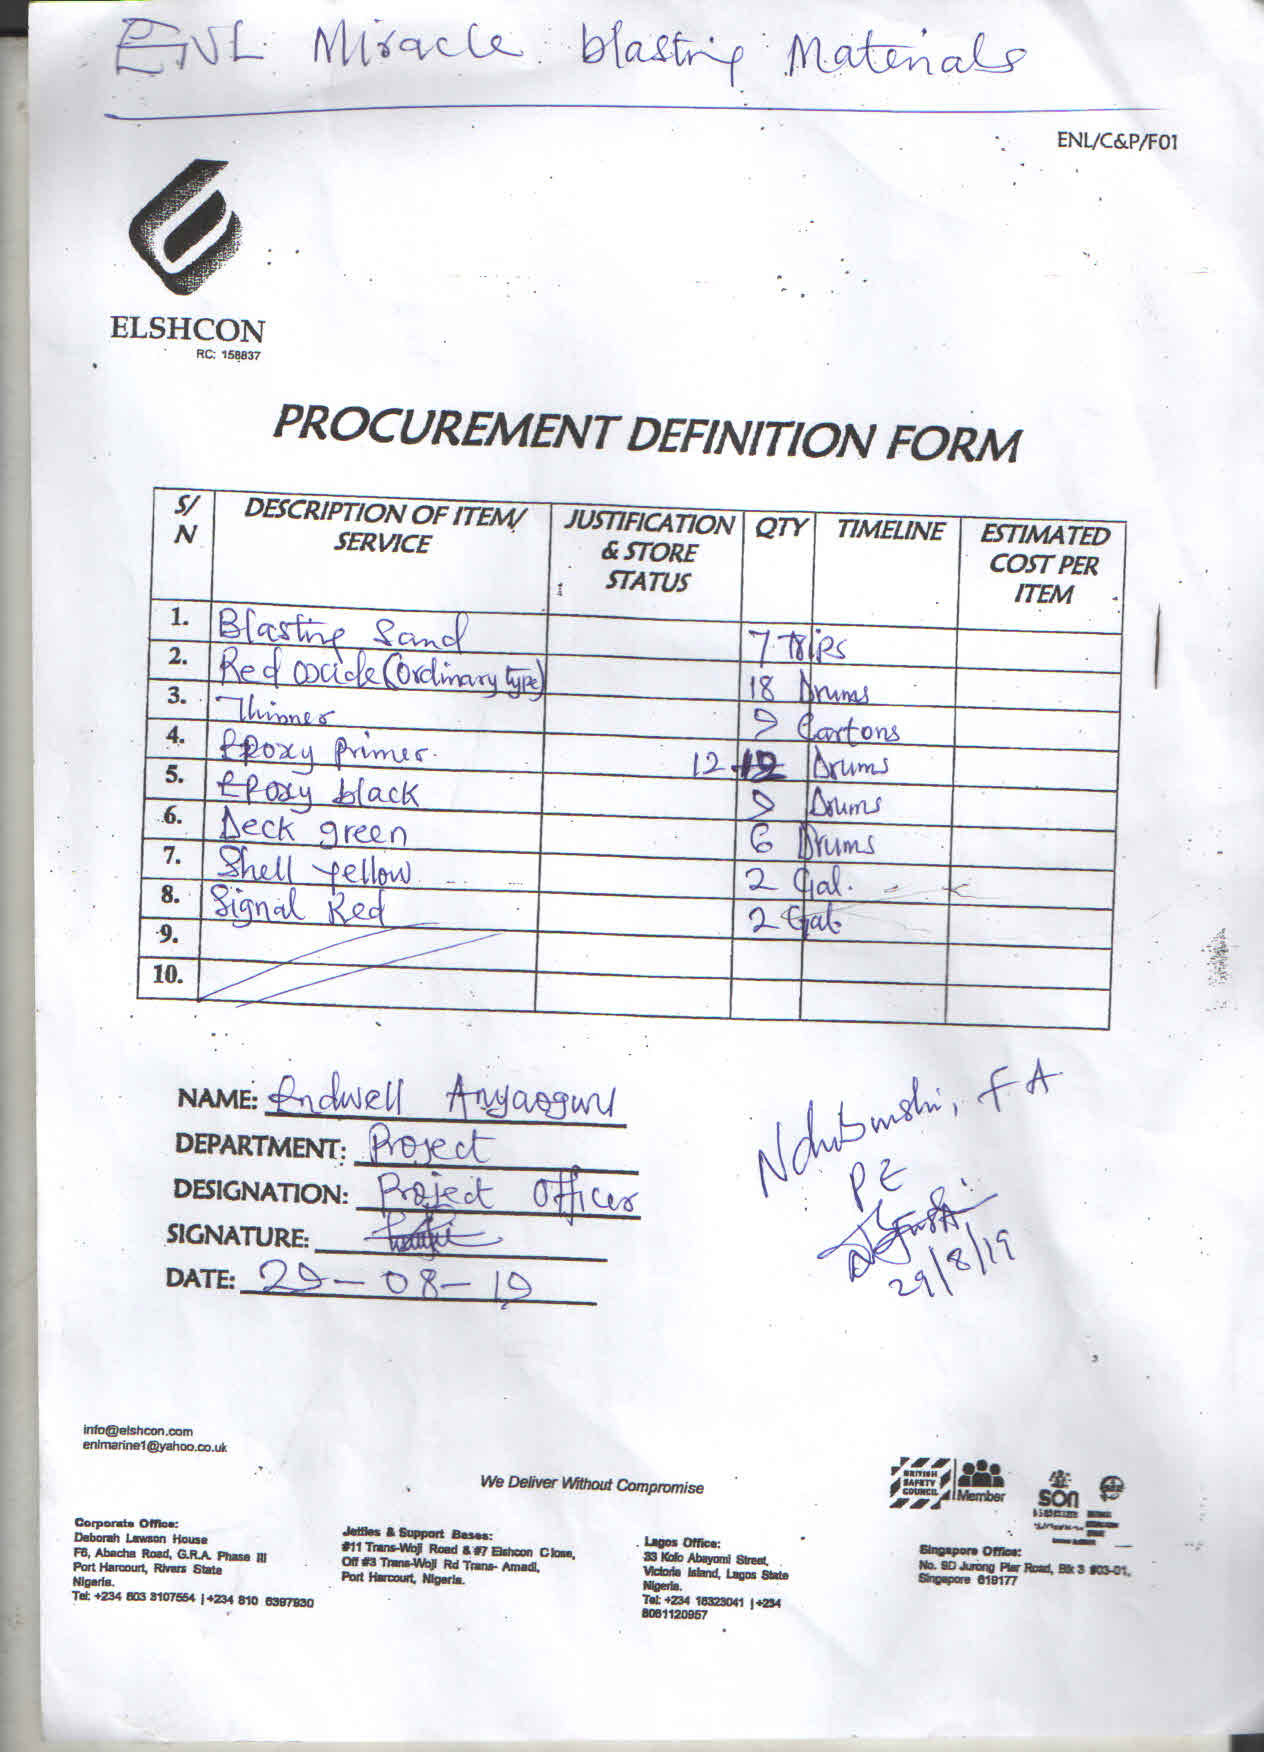 ENL Miracle blasting Materials
ENL/C&P/F01
ELSHCON
RC: 158837
PROCUREMENT DEFINITION FORM
S/N DESCRIPTION OF ITEM/ SERVICE JUSTIFICATION & STORE STATUS QTY TIMELINE ESTIMATED COST PER ITEM
1. Blasting Sand 7 Trips
2. Red oxide (ordinary type) 18 Drums
3. Thinner 9 Cartons
4. Epoxy primer. 12 12 Drums
5. Epoxy black 9 Drums
6. Deck green 6 Drums
7. Shell yellow 2 Gal.
8. Signal Red 2 Gal.
9.
10.
NAME: Endwell Anyaogwu
DEPARTMENT: Project
DESIGNATION: Project Officer
SIGNATURE:
DATE: 29-08-19
FA
PE
29/8/19
info@elshcon.com
enlmarine1@yahoo.co.uk
We Deliver Without Compromise
BRITISH SAFETY COUNCIL Member
SON
Corporate Office:
Deborah Lawson House
F6, Abacha Road, G.R.A. Phase III
Port Harcourt, Rivers State
Nigeria.
Tel: +234 803 3107554 | +234 810 6397930
Jetties & Support Bases:
#11 Trans-Woji Road & #7 Elshcon Close,
Off #3 Trans-Woji Rd Trans- Amadi,
Port Harcourt, Nigeria.
Lagos Office:
33 Kofo Abayomi Street,
Victoria Island, Lagos State
Nigeria.
Tel: +234 16323041 | +234
8061120957
Singapore Office:
No. 9D Jurong Pier Road, Blk 3 #03-01,
Singapore 619177